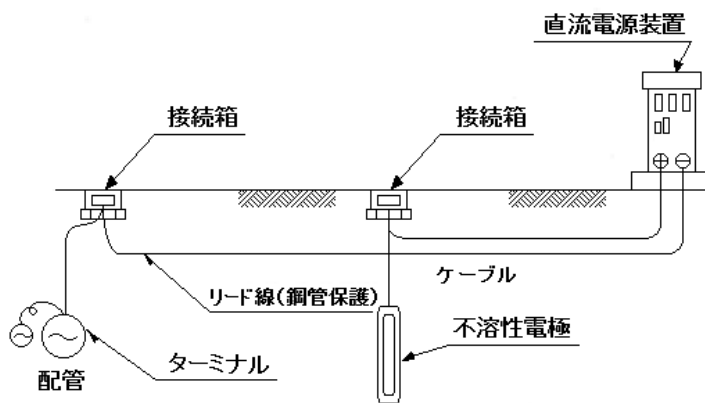 直流電源装置
接続箱
接続箱
ケーブル
リード線(鋼管保護)
不溶性電極
ターミナル
配管